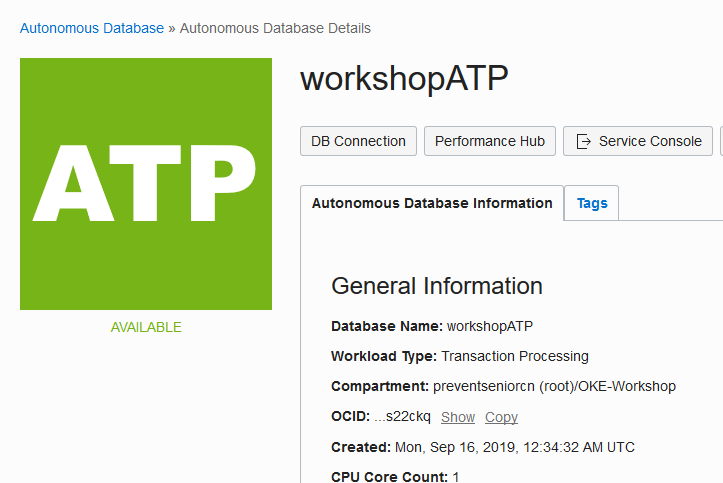 Autonomous Database » Autonomous Database Details
ATP
AVAILABLE
workshopATP
DB Connection
Performance Hub
Service Console
Autonomous Database Information
Tags
General Information
Database Name: workshopATP
Workload Type: Transaction Processing
Compartment: preventseniorcn (root)/OKE-Workshop
OCID: ...s22ckq Show Copy
Created: Mon, Sep 16, 2019, 12:34:32 AM UTC
CPU Core Count: 1